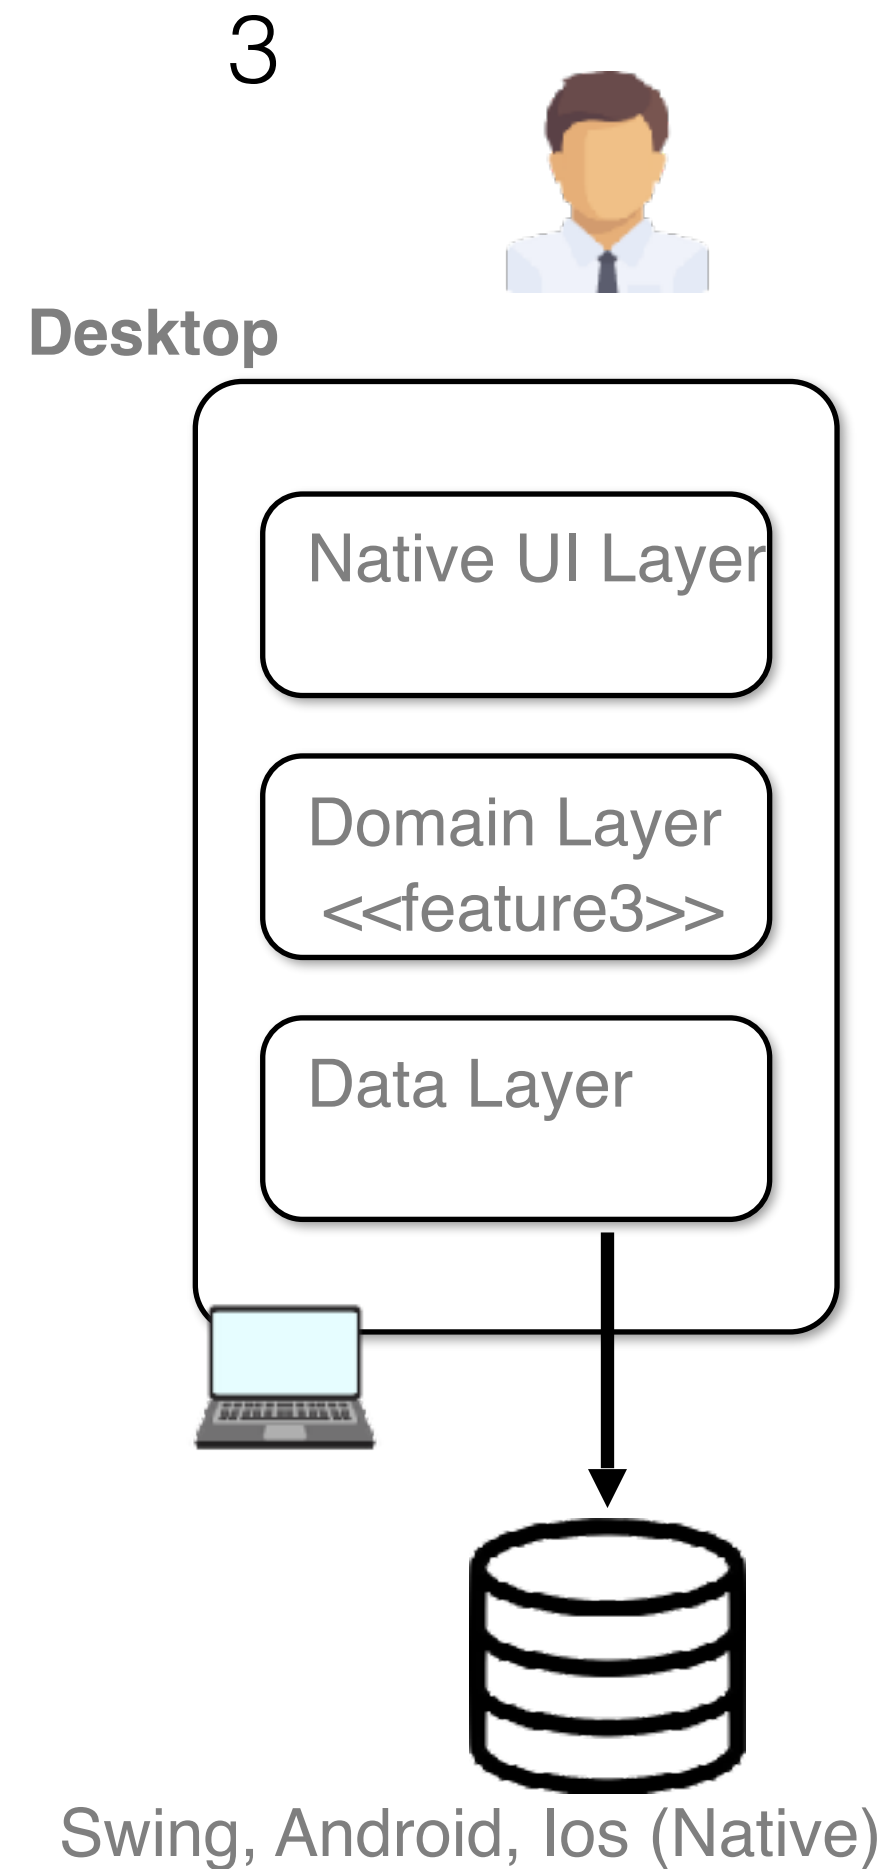 3
Desktop
Native UI Layer
Domain Layer
<<feature3>>
Data Layer
Swing, Android, Ios (Native)